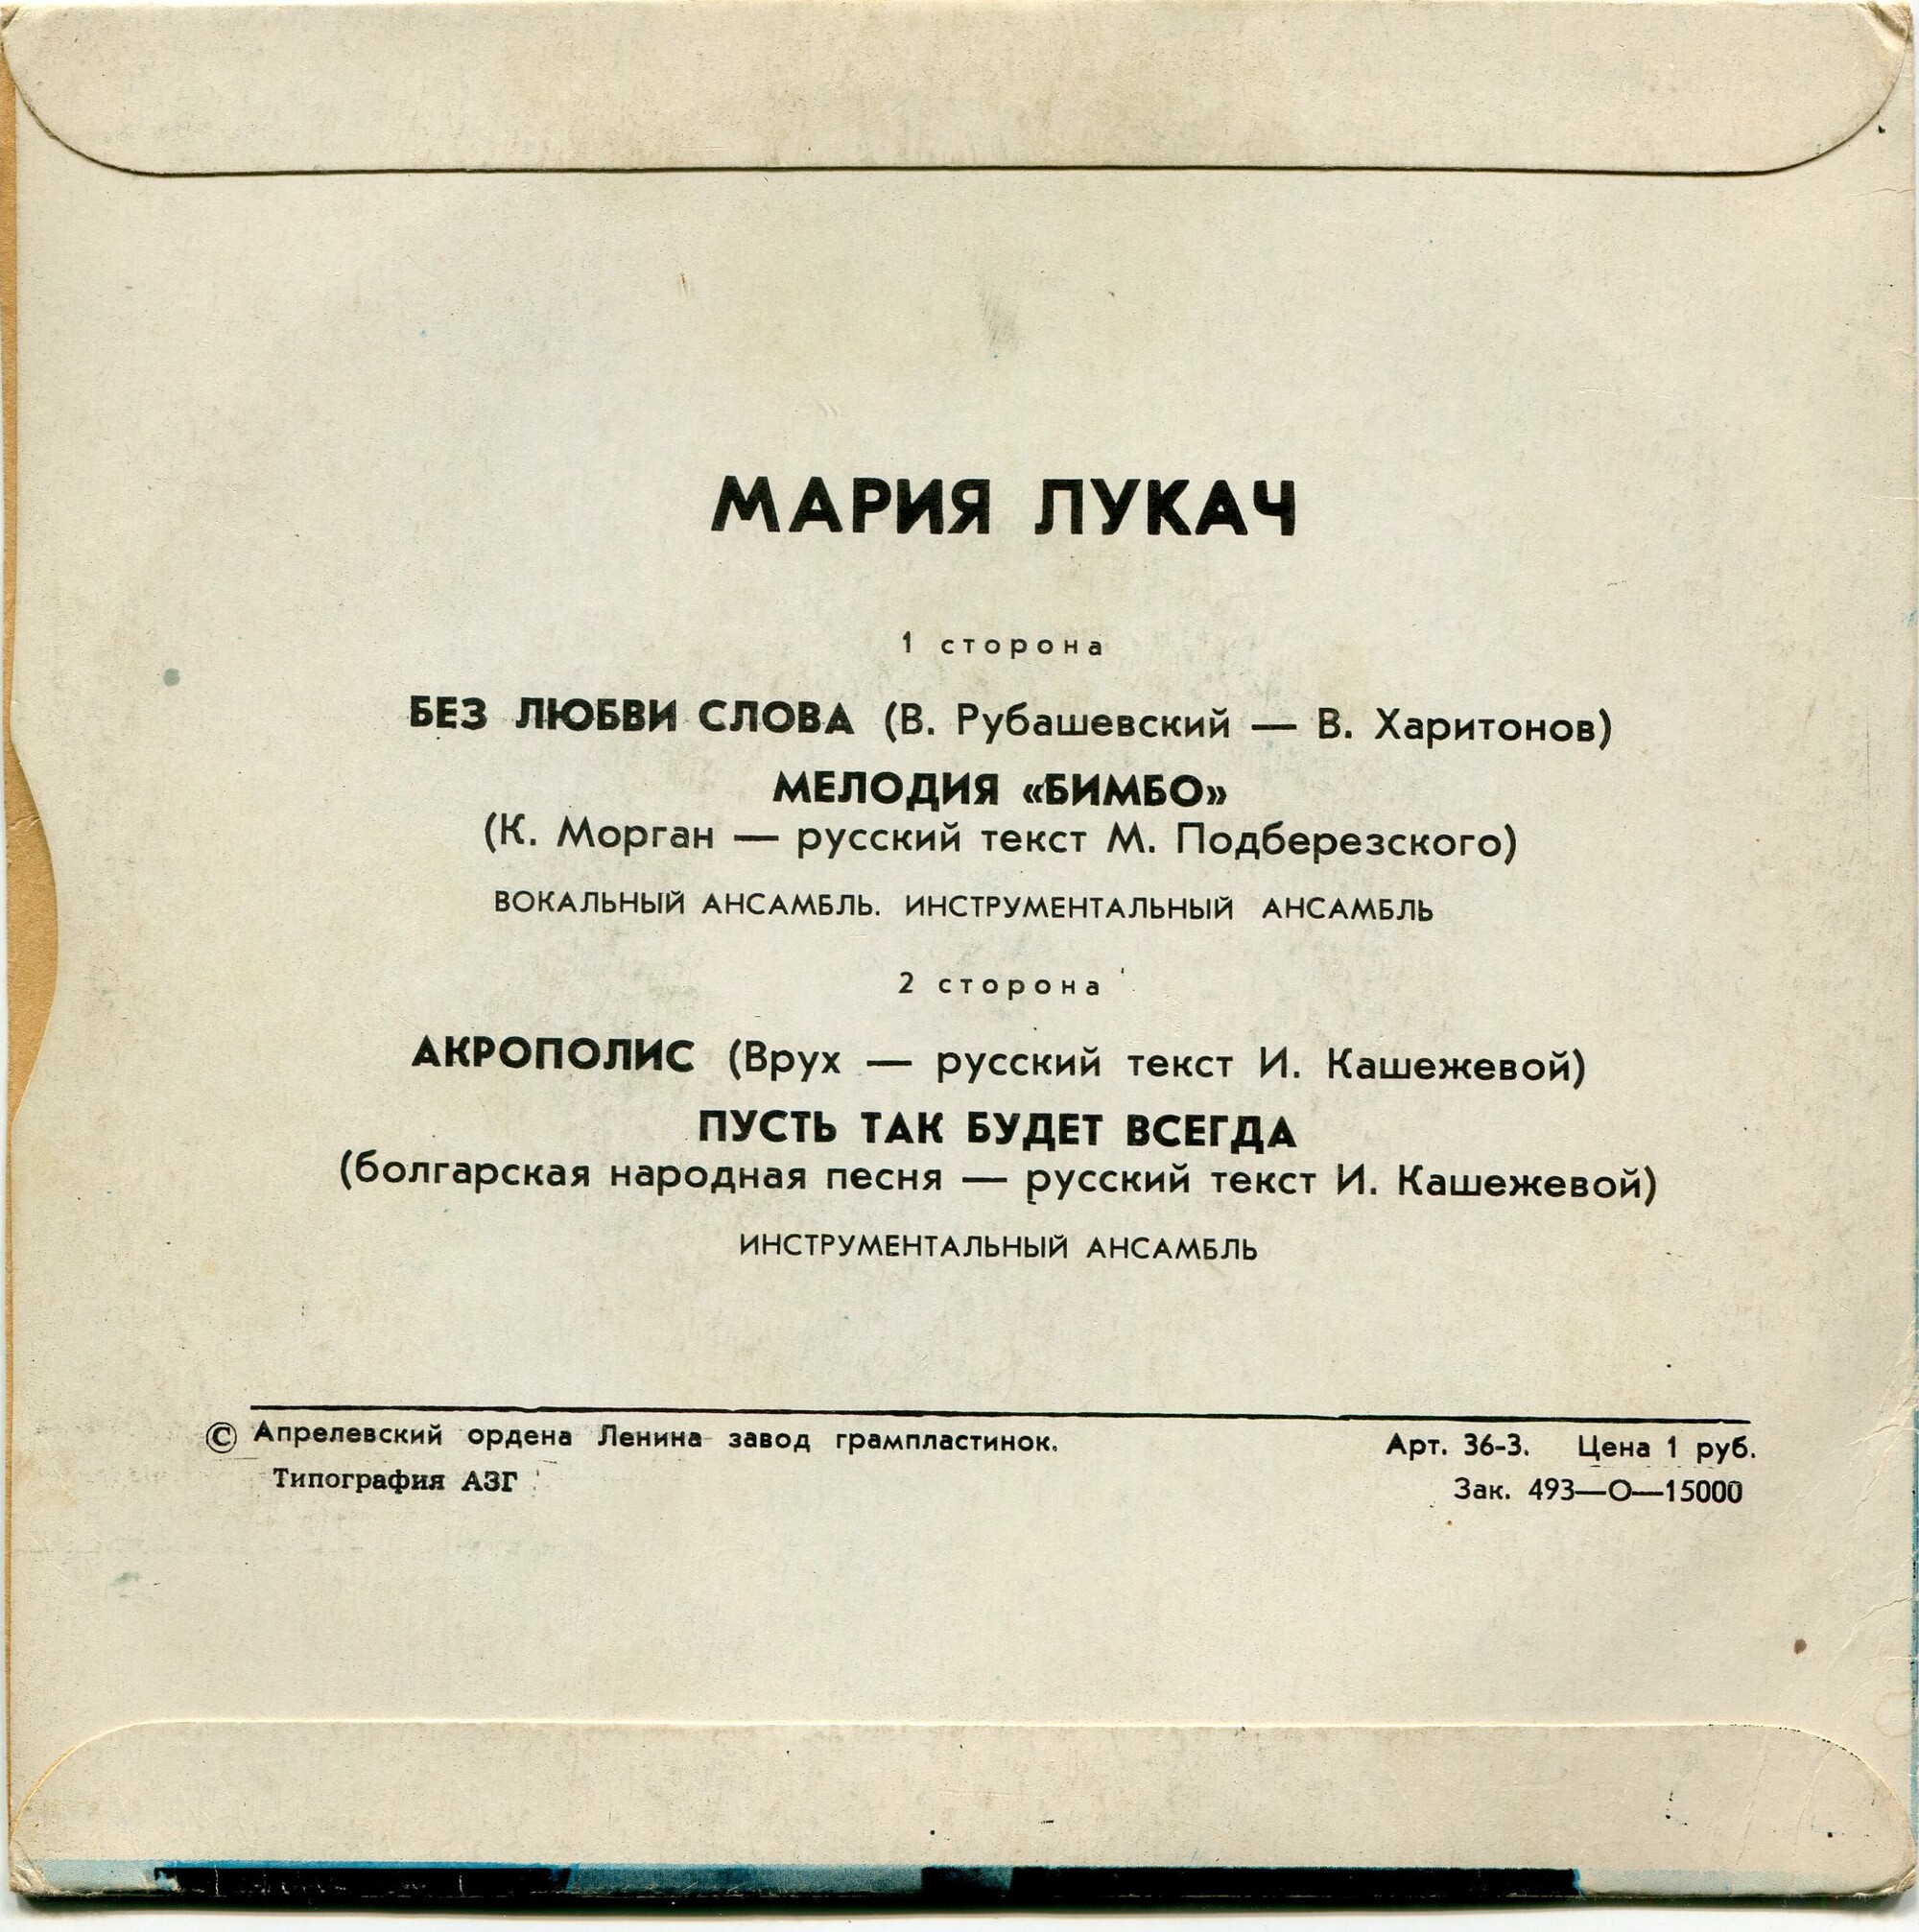 МАРИЯ ЛУКАЧ
1 сторона
БЕЗ ЛЮБВИ СЛОВА (В. Рубашевский — В. Харитонов)
МЕЛОДИЯ «БИМБО»
(К. Морган — русский текст М. Подберезского)
ВОКАЛЬНЫЙ АНСАМБЛЬ. ИНСТРУМЕНТАЛЬНЫЙ АНСАМБЛЬ
2 сторона
АКРОПОЛИС (Врух — русский текст И. Кашежевой)
ПУСТЬ ТАК БУДЕТ ВСЕГДА
(болгарская народная песня — русский текст И. Кашежевой)
ИНСТРУМЕНТАЛЬНЫЙ АНСАМБЛЬ
© Апрелевский ордена Ленина завод грампластинок. Арт. 36-3. Цена 1 руб.
Типография АЗГ Зак. 493—О—15000